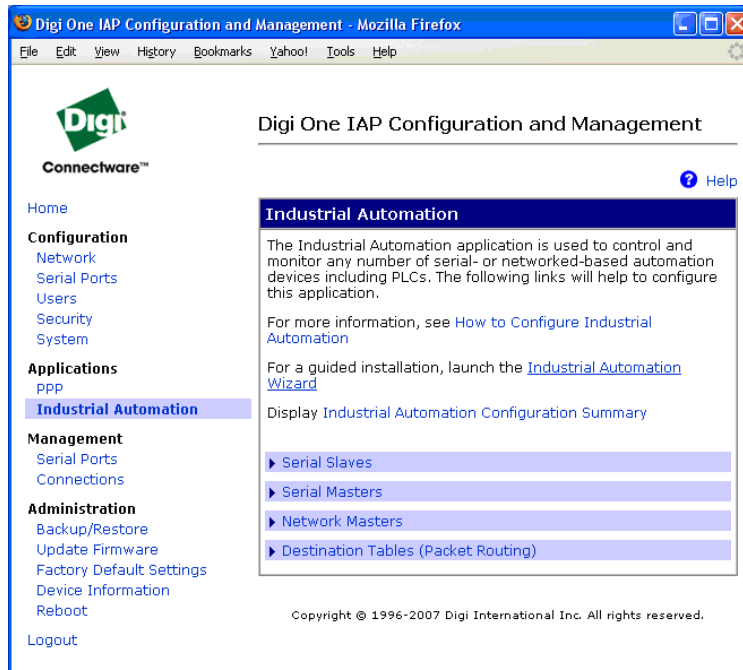 Digi One IAP Configuration and Management - Mozilla Firefox
File Edit View History Bookmarks Yahoo! Tools Help
Digi
Connectware™
Digi One IAP Configuration and Management
? Help
Home
Configuration
Network
Serial Ports
Users
Security
System
Applications
PPP
Industrial Automation
Management
Serial Ports
Connections
Administration
Backup/Restore
Update Firmware
Factory Default Settings
Device Information
Reboot
Logout
Industrial Automation
The Industrial Automation application is used to control and
monitor any number of serial- or networked-based automation
devices including PLCs. The following links will help to configure
this application.
For more information, see How to Configure Industrial
Automation
For a guided installation, launch the Industrial Automation
Wizard
Display Industrial Automation Configuration Summary
Serial Slaves
Serial Masters
Network Masters
Destination Tables (Packet Routing)
Copyright © 1996-2007 Digi International Inc. All rights reserved.